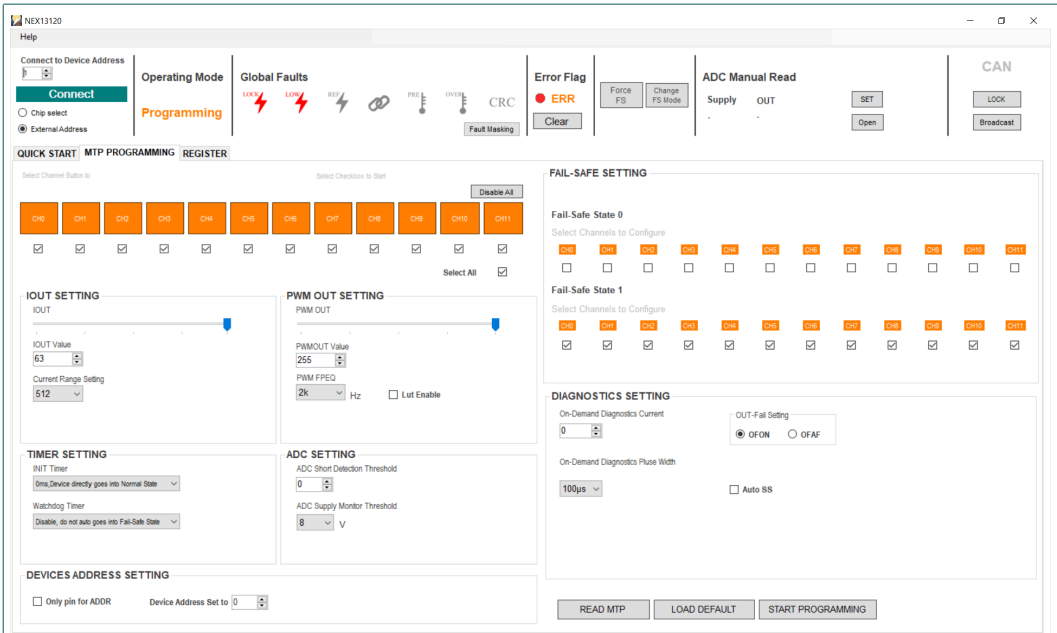 NEX13120
Help
Connect to Device Address
1
Connect
Chip select
External Address
Operating Mode
Programming
Global Faults
LOCK LOW REF PRE OVER CRC
Fault Masking
Error Flag
ERR
Clear
Force FS
Change FS Mode
ADC Manual Read
Supply OUT SET
- - Open
CAN
LOCK
Broadcast
QUICK START MTP PROGRAMMING REGISTER
Select Channel Button to Select Checkbox to Start
Disable All
CH0 CH1 CH2 CH3 CH4 CH5 CH6 CH7 CH8 CH9 CH10 CH11
Select All
IOUT SETTING
IOUT
IOUT Value
63
Current Range Setting
512
PWM OUT SETTING
PWM OUT
PWMOUT Value
255
PWM FPEQ
2k Hz Lut Enable
TIMER SETTING
INIT Timer
0ms,Device directly goes into Normal State
Watchdog Timer
Disable, do not auto goes into Fail-Safe State
ADC SETTING
ADC Short Detection Threshold
0
ADC Supply Monitor Threshold
8 V
DEVICES ADDRESS SETTING
Only pin for ADDR Device Address Set to 0
FAIL-SAFE SETTING
Fail-Safe State 0
Select Channels to Configure
CH0 CH1 CH2 CH3 CH4 CH5 CH6 CH7 CH8 CH9 CH10 CH11
Fail-Safe State 1
Select Channels to Configure
CH0 CH1 CH2 CH3 CH4 CH5 CH6 CH7 CH8 CH9 CH10 CH11
DIAGNOSTICS SETTING
On-Demand Diagnostics Current
0
OUT-Fail Setting
OFON OFAF
On-Demand Diagnostics Pluse Width
100µs Auto SS
READ MTP LOAD DEFAULT START PROGRAMMING